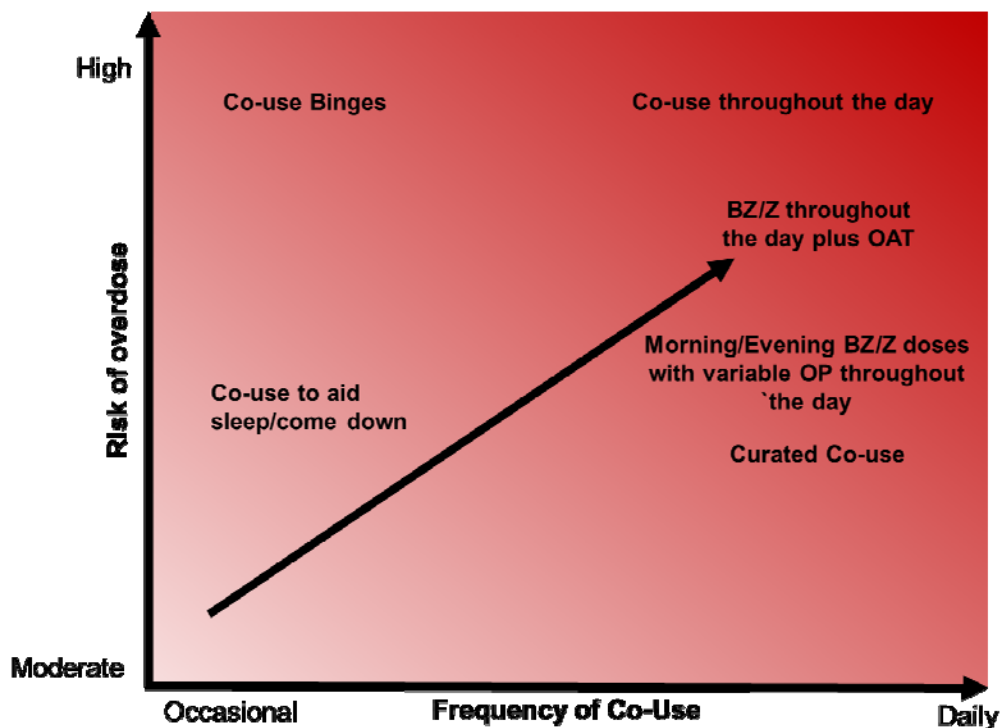 High
Co-use Binges
Co-use throughout the day
BZ/Z throughout
the day plus OAT
Risk of overdose
Morning/Evening BZ/Z doses
with variable OP throughout
`the day
Co-use to aid
sleep/come down
Curated Co-use
Moderate
Occasional
Frequency of Co-Use
Daily